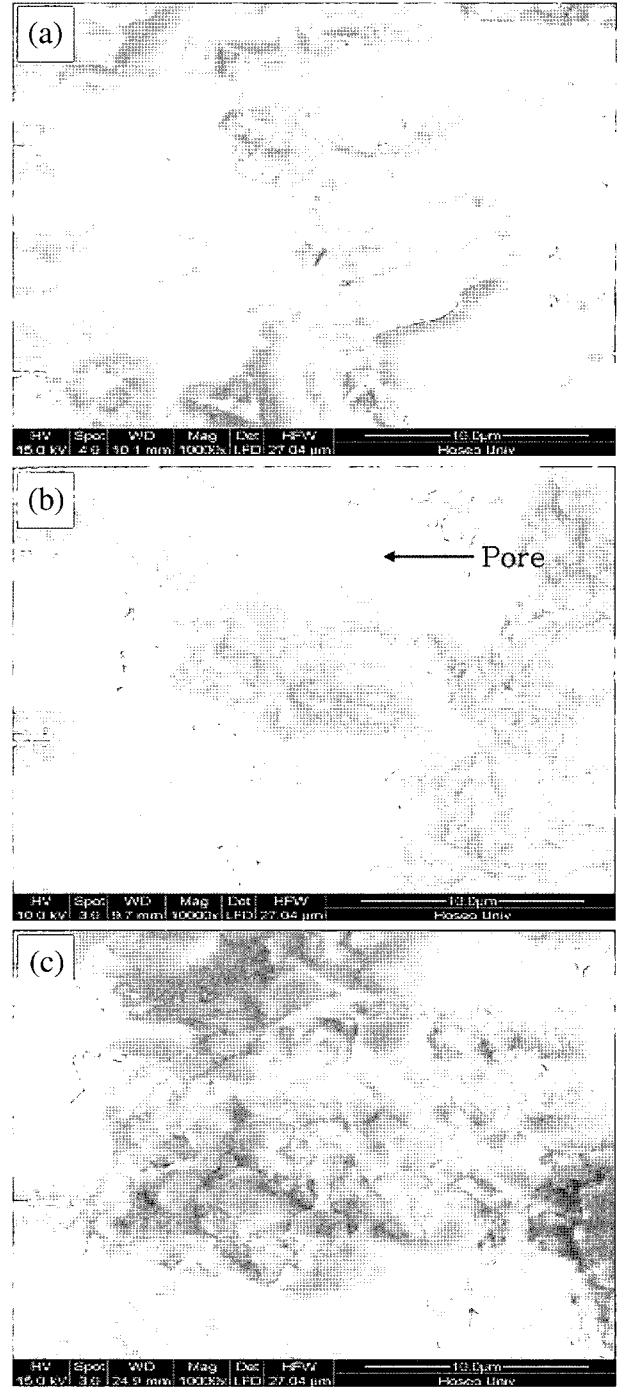 (a)
HV Spot WD Mag Det HFW 10.0µm
15.0 kV 4.0 10.1 mm 10000x LFD 27.04 µm Hoseo Univ
(b)
Pore
HV Spot WD Mag Det HFW 10.0µm
10.0 kV 3.0 9.7 mm 10000x LFD 27.04 µm Hoseo Univ
(c)
HV Spot WD Mag Det HFW 10.0µm
15.0 kV 3.0 24.9 mm 10000x LFD 27.04 µm Hoseo Univ